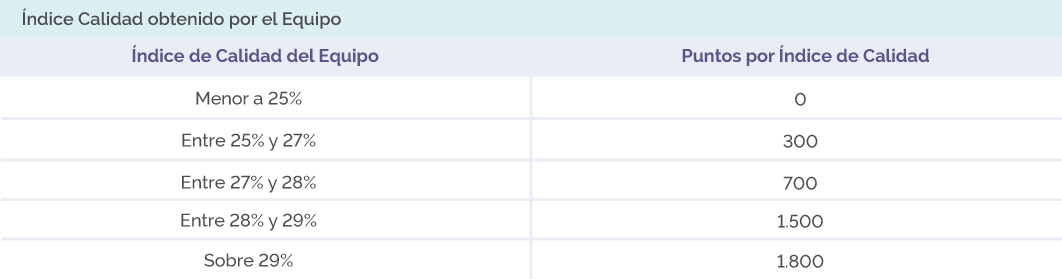 Índice Calidad obtenido por el Equipo
Índice de Calidad del Equipo Puntos por Índice de Calidad
Menor a 25% 0
Entre 25% y 27% 300
Entre 27% y 28% 700
Entre 28% y 29% 1.500
Sobre 29% 1.800